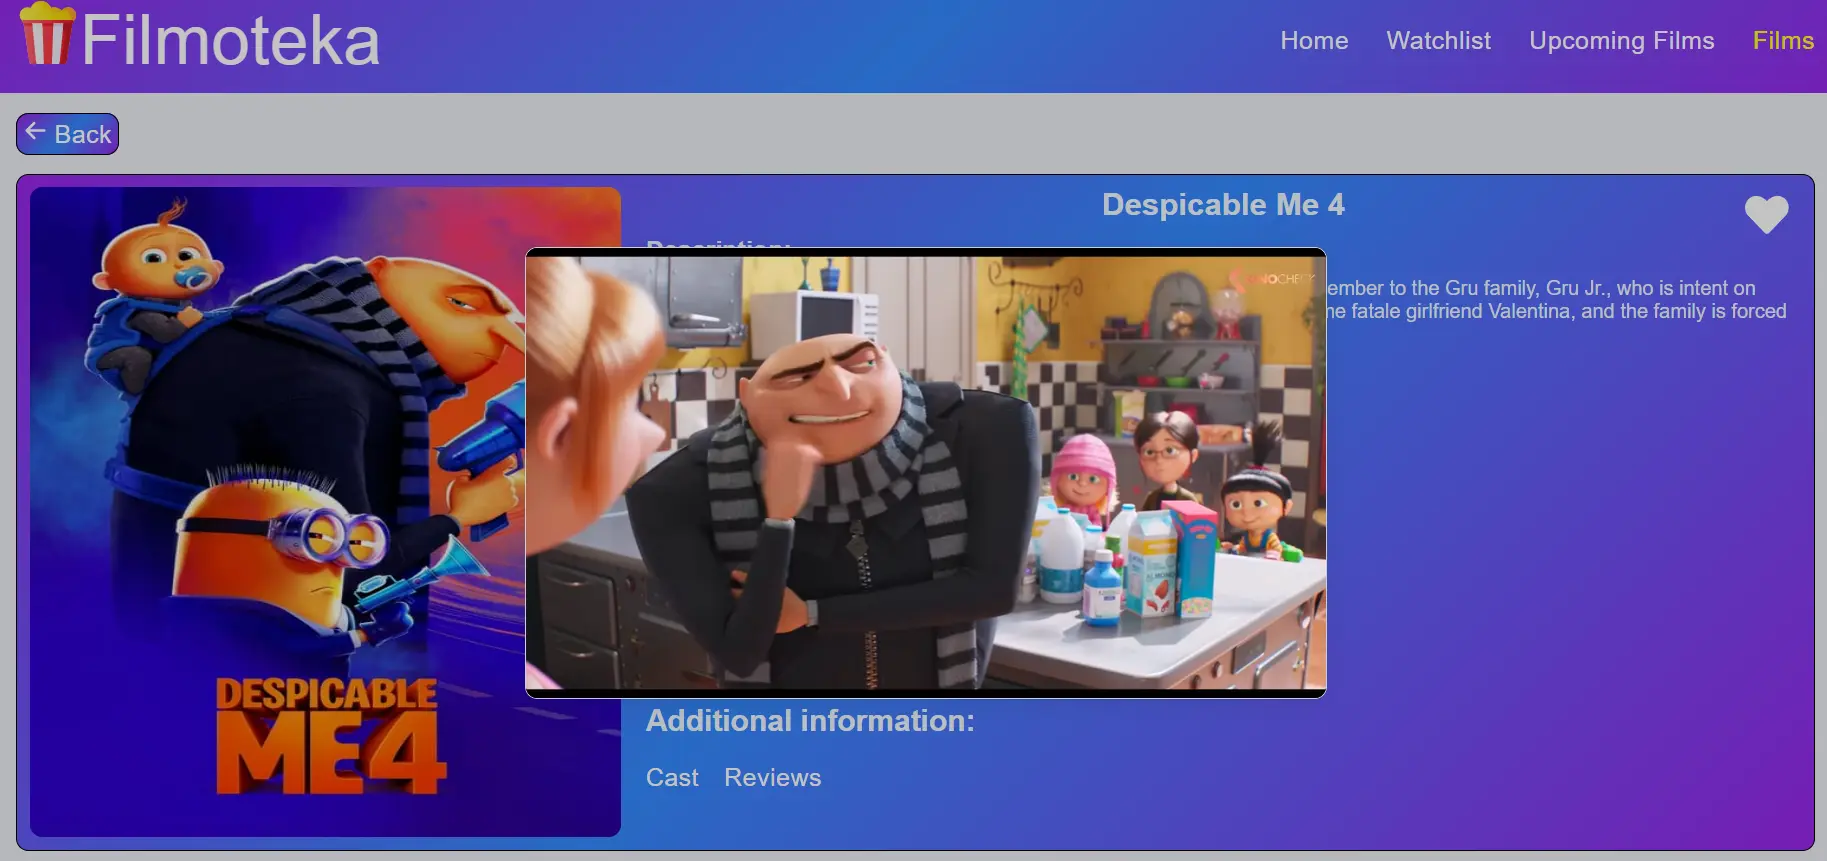 Filmoteka
Home Watchlist Upcoming Films Films
Back
Despicable Me 4
Description:
ember to the Gru family, Gru Jr., who is intent on
ne fatale girlfriend Valentina, and the family is forced
DESPICABLE
ME4
Additional information:
Cast Reviews